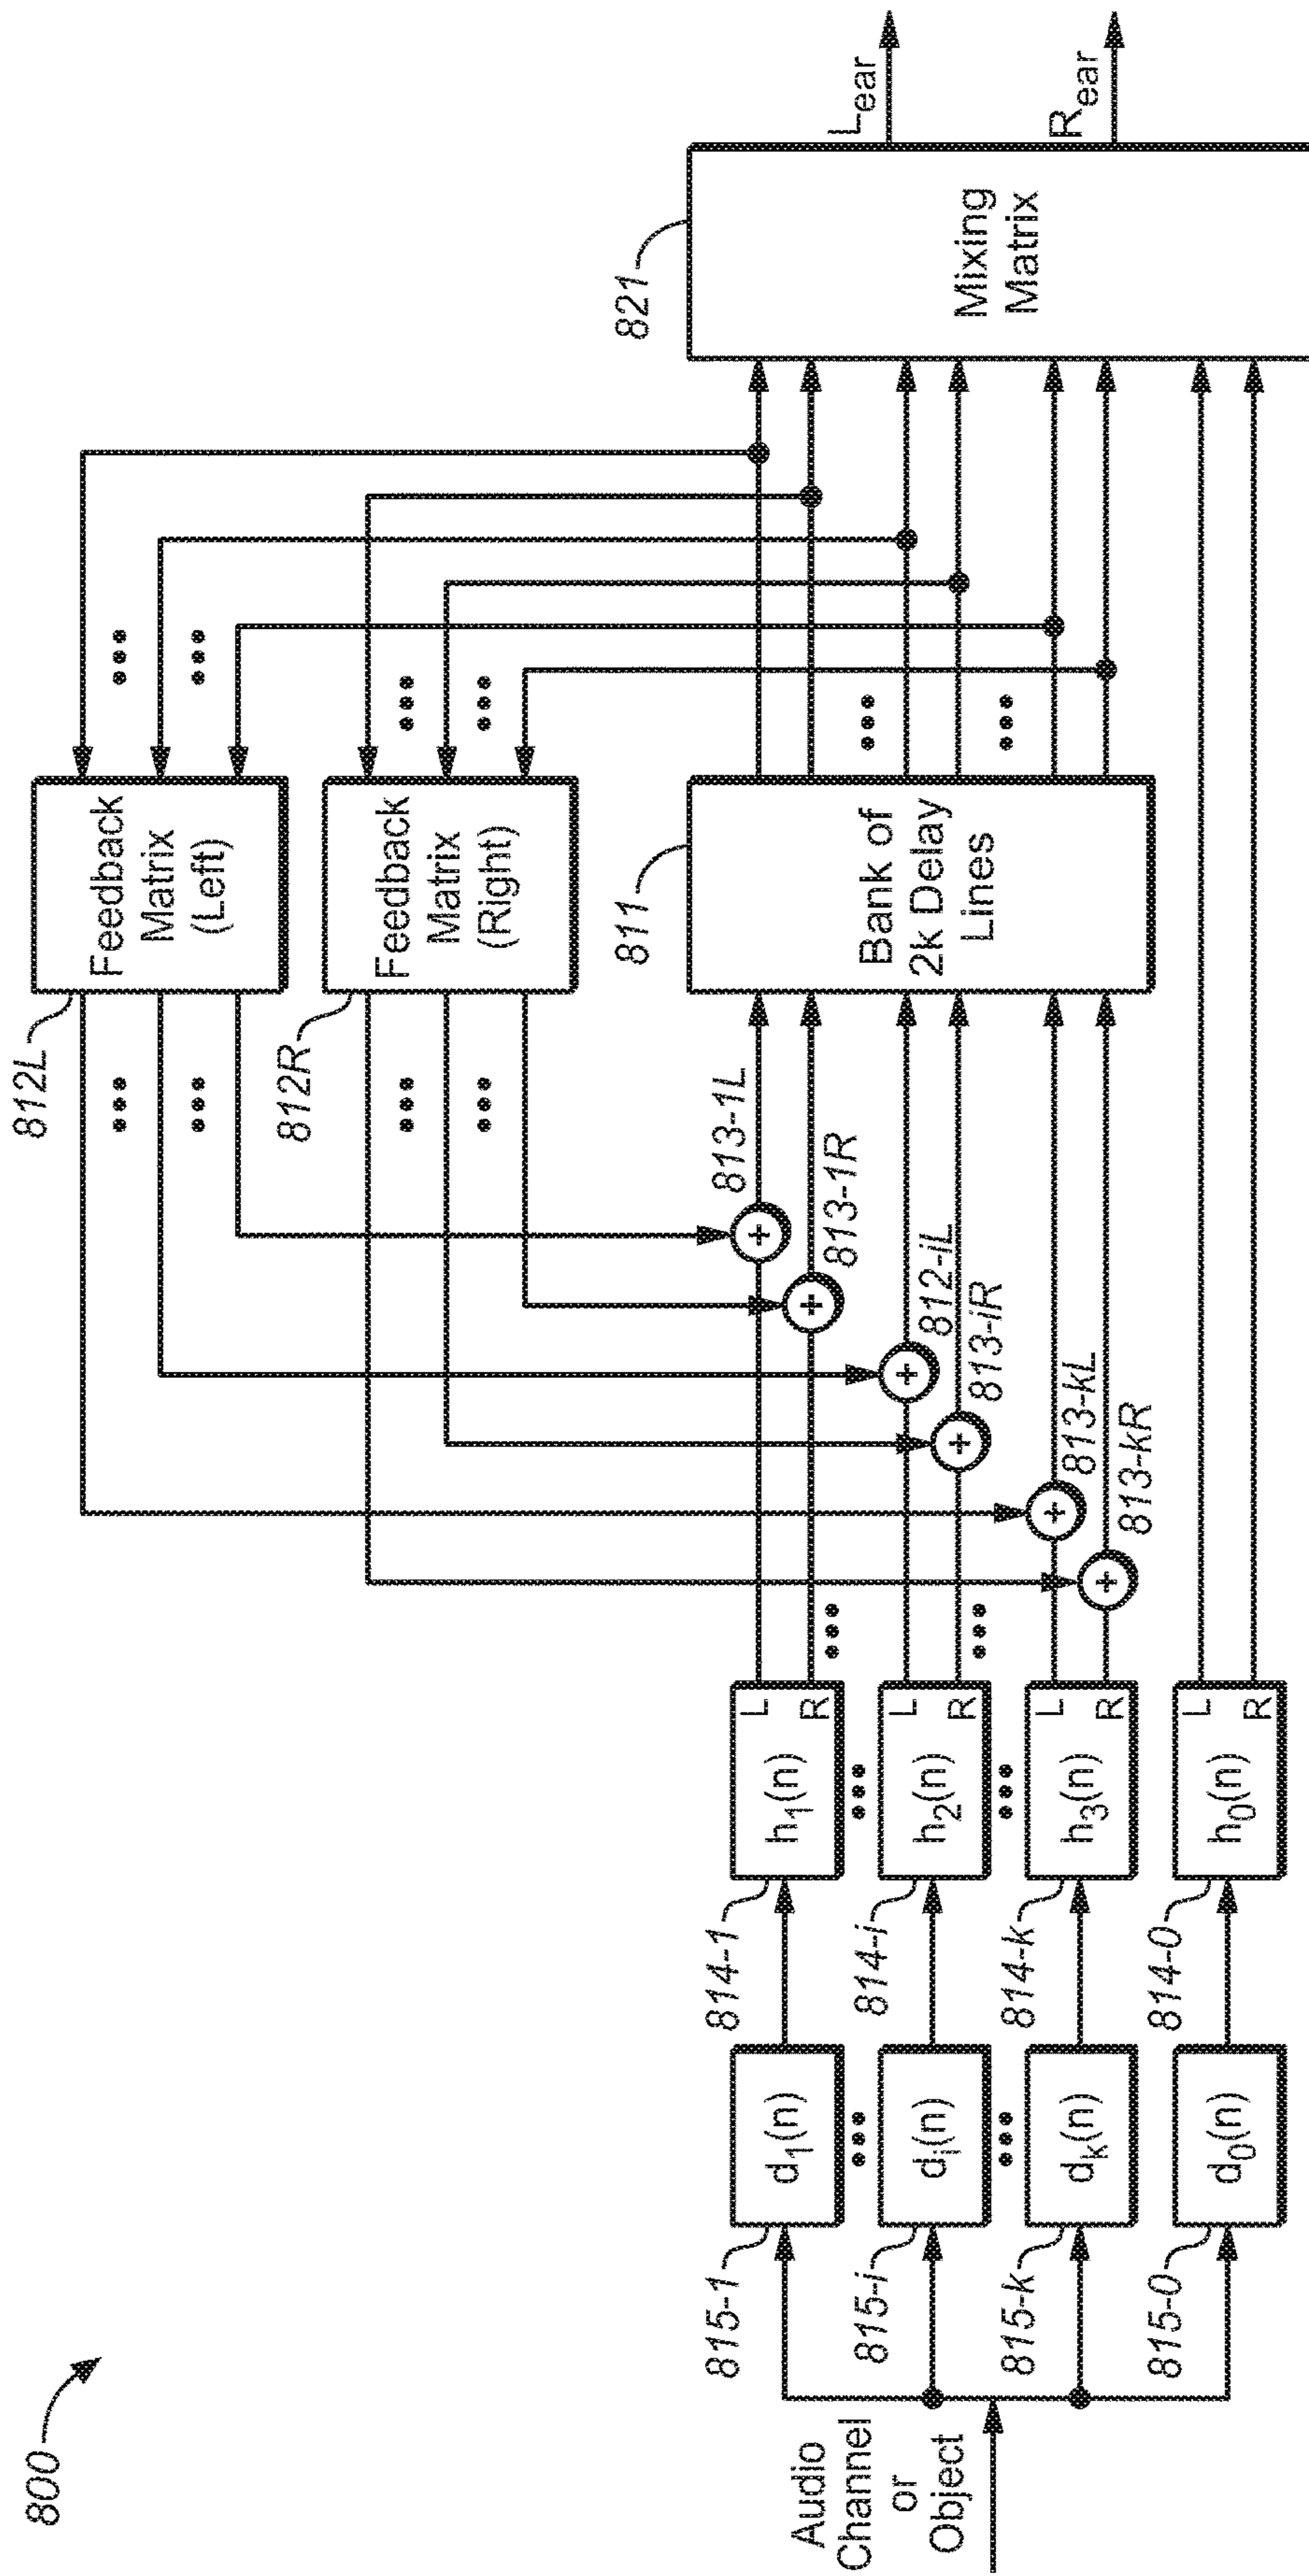 800
Audio
Channel
or
Object
815-1
d1(n)
815-i
di(n)
815-k
dk(n)
815-0
d0(n)
814-1
h1(n)
L
R
814-i
h2(n)
L
R
814-k
h3(n)
L
R
814-0
h0(n)
L
R
812L
Feedback
Matrix
(Left)
812R
Feedback
Matrix
(Right)
813-1L
813-1R
812-iL
813-iR
813-kL
813-kR
811
Bank of
2k Delay
Lines
821
Mixing
Matrix
Lear
Rear